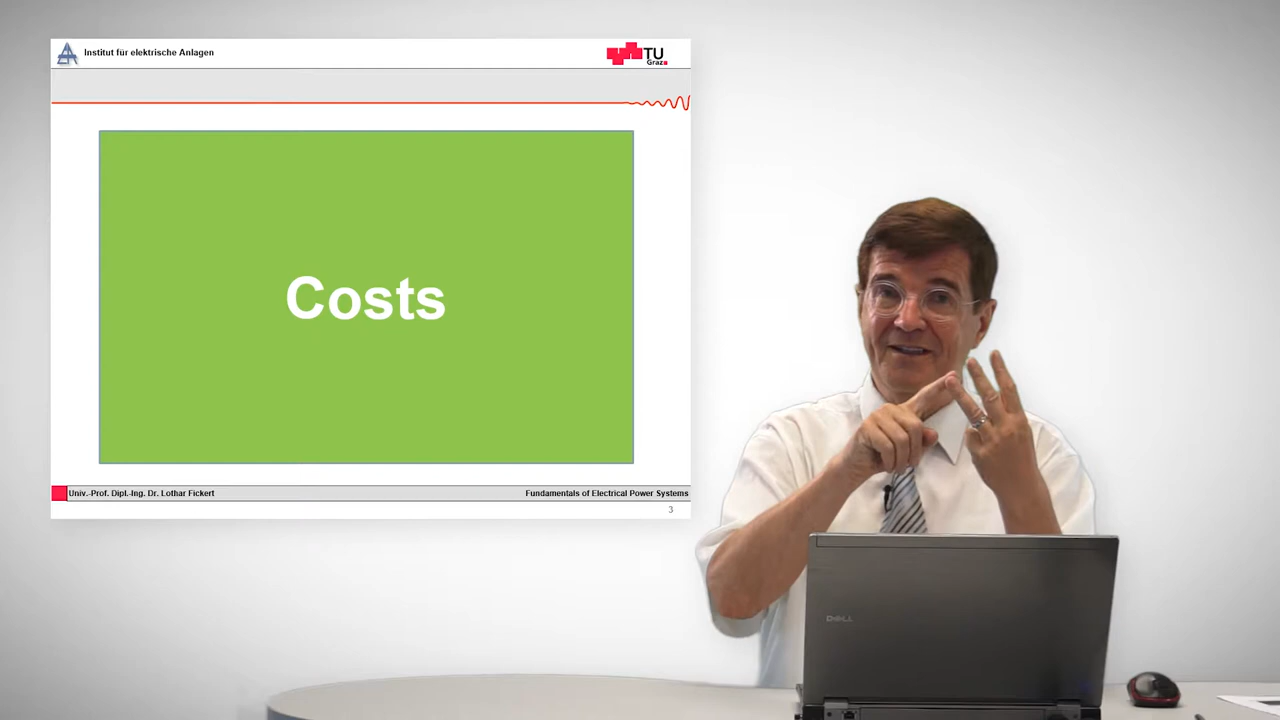 Institut für elektrische Anlagen
TU
Graz
Costs
Univ.-Prof. Dipl.-Ing. Dr. Lothar Fickert
Fundamentals of Electrical Power Systems
3
DELL